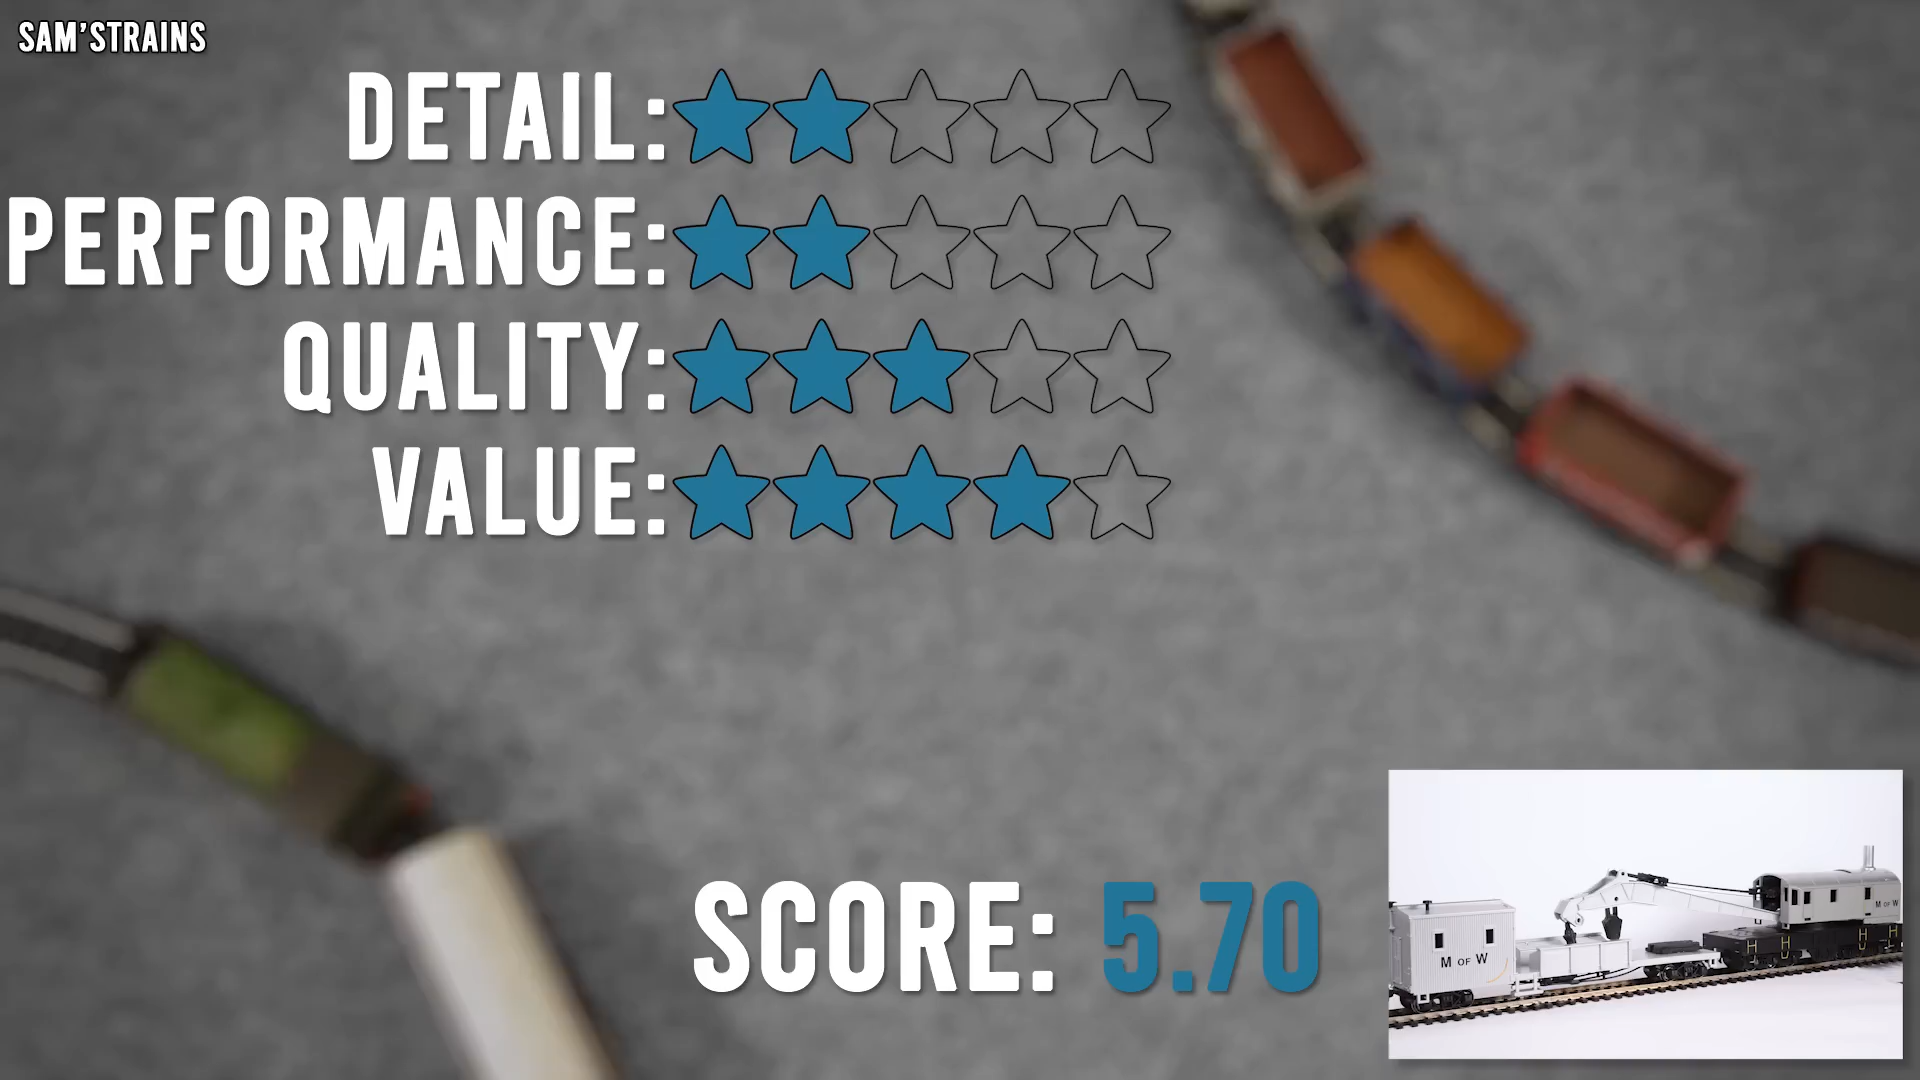 SAM'STRAINS
DETAIL:
PERFORMANCE:
QUALITY:
VALUE:
SCORE: 5.70
M OF W
M OF W